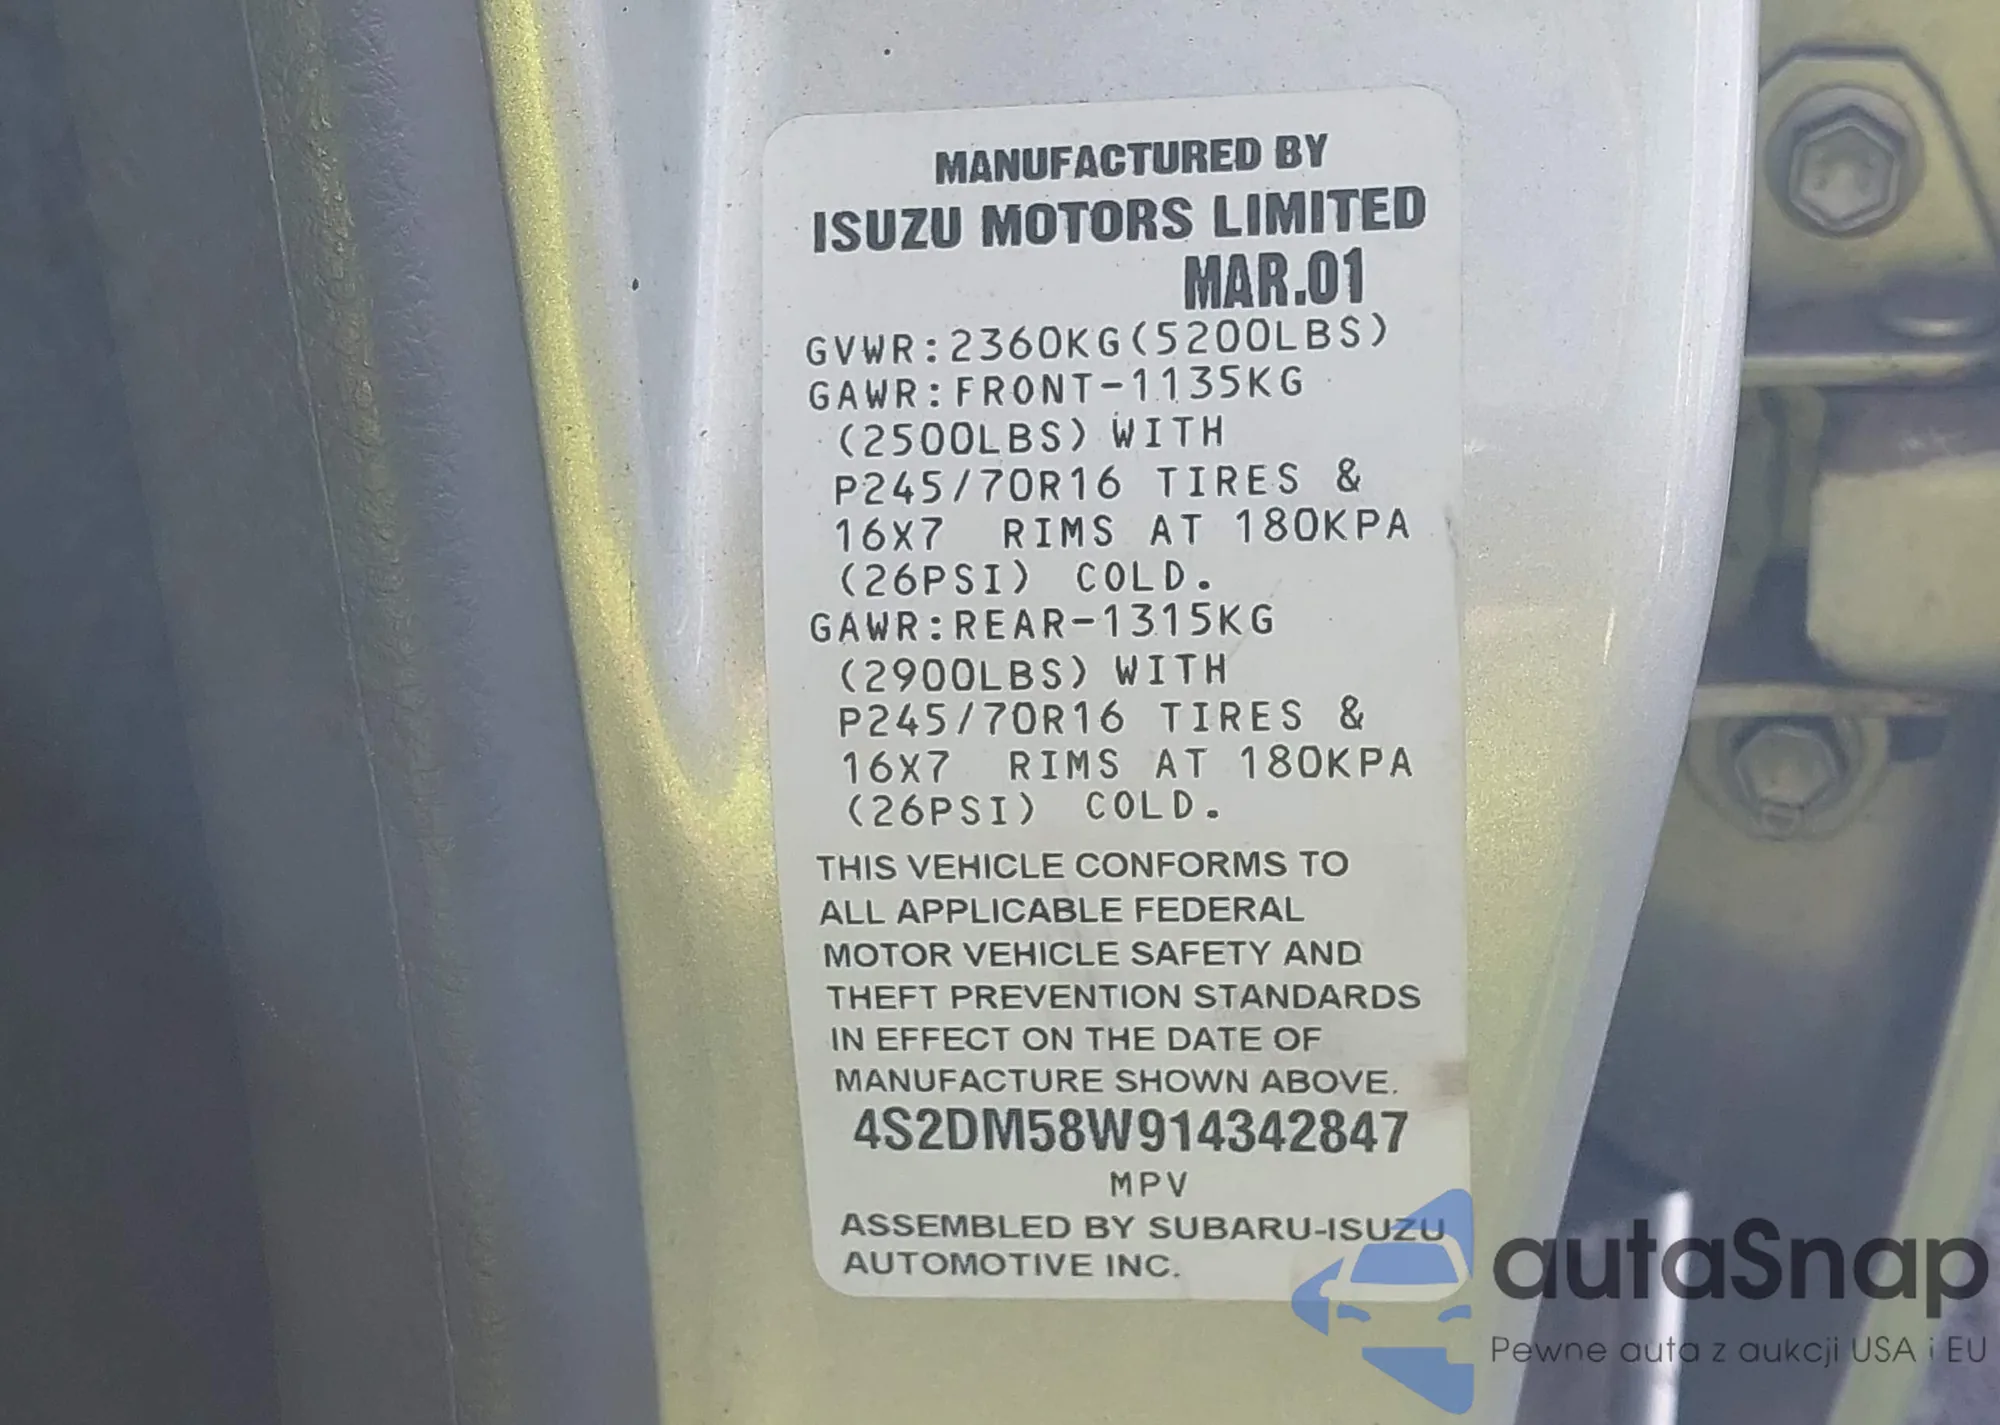 MANUFACTURED BY
ISUZU MOTORS LIMITED
MAR.01
GVWR:2360KG(5200LBS)
GAWR:FRONT-1135KG
(2500LBS) WITH
P245/70R16 TIRES &
16X7 RIMS AT 180KPA
(26PSI) COLD.
GAWR:REAR-1315KG
(2900LBS) WITH
P245/70R16 TIRES &
16X7 RIMS AT 180KPA
(26PSI) COLD.
THIS VEHICLE CONFORMS TO
ALL APPLICABLE FEDERAL
MOTOR VEHICLE SAFETY AND
THEFT PREVENTION STANDARDS
IN EFFECT ON THE DATE OF
MANUFACTURE SHOWN ABOVE.
4S2DM58W914342847
MPV
ASSEMBLED BY SUBARU-ISUZU
AUTOMOTIVE INC.
autaSnap
Pewne auta z aukcji USA i EU